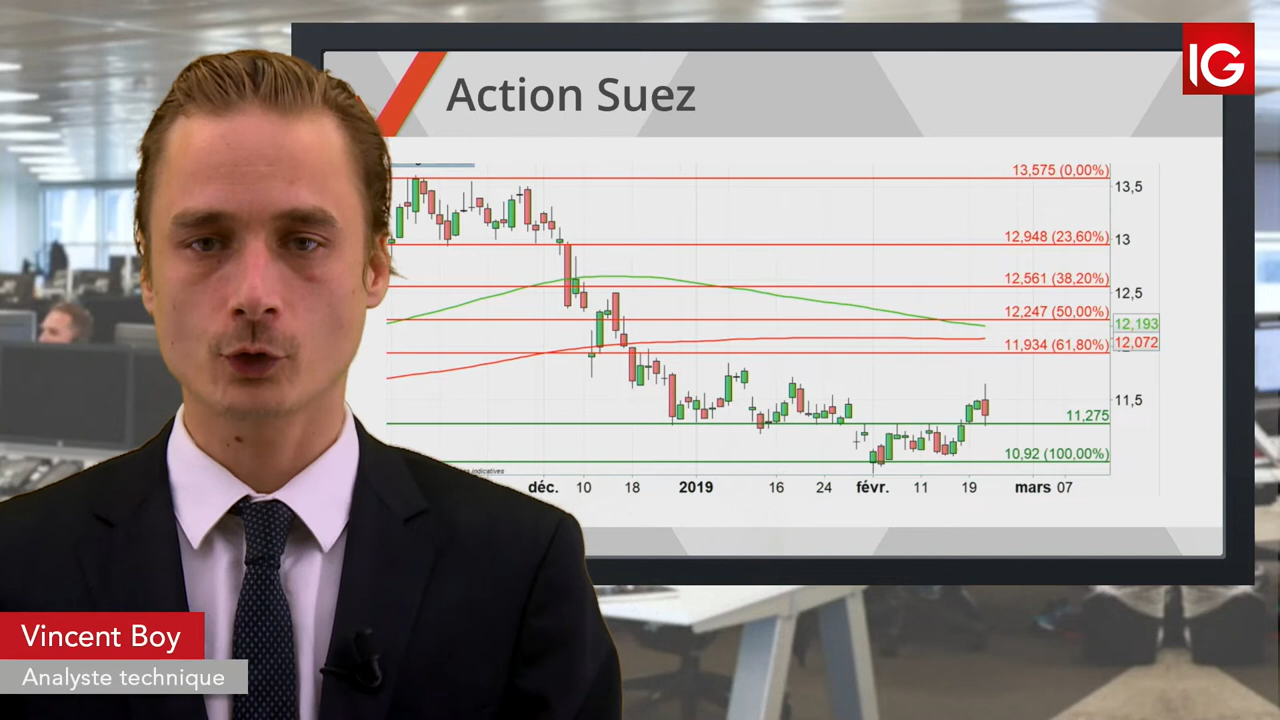 IG
Action Suez
13,575 (0,00%)
13,5
12,948 (23,60%)
13
12,561 (38,20%)
12,5
12,247 (50,00%)
12,193
11,934 (61,80%)
12,072
11,5
11,275
10,92 (100,00%)
indicatives
déc. 10 18 2019 16 24 févr. 11 19 mars 07
Vincent Boy
Analyste technique